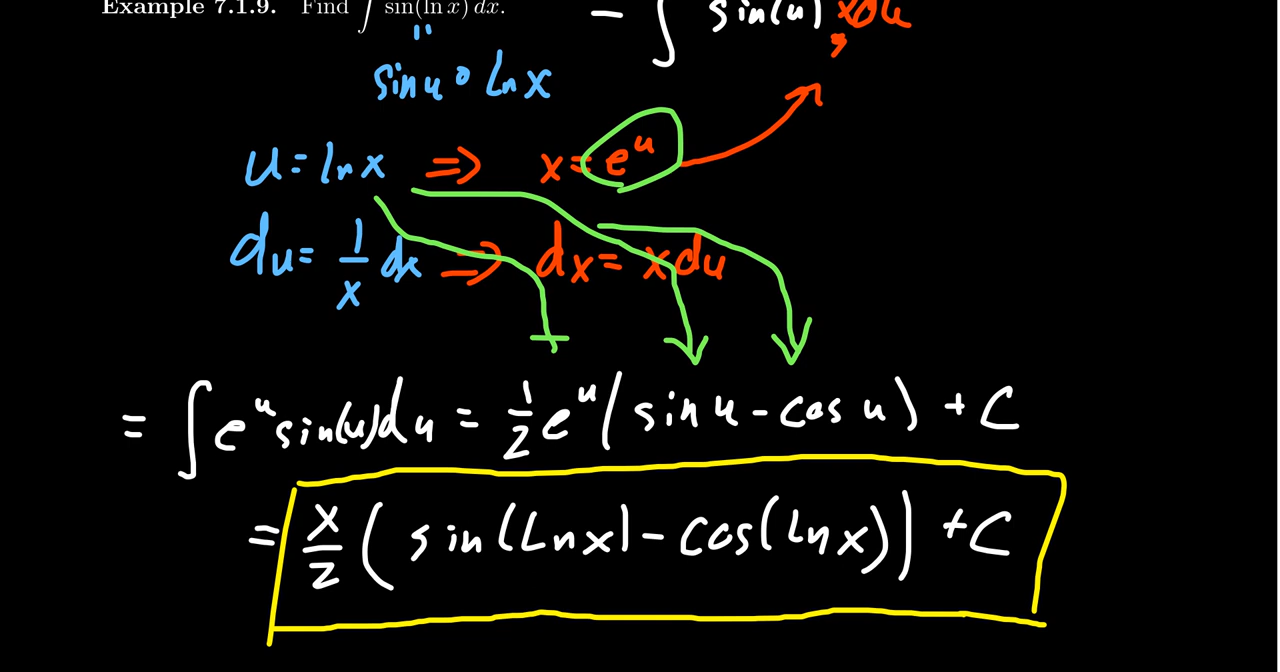 Example 7.1.9. Find ∫ sin(ln x) dx.
= ∫ sin(u) x du
sin u ∘ ln x
u = ln x ⇒ x = e^u
du = 1/x dx ⇒ dx = x du
= ∫ e^u sin(u) du = 1/2 e^u ( sin u - cos u ) + C
= x/2 ( sin(Ln x) - cos(Ln x)) + C